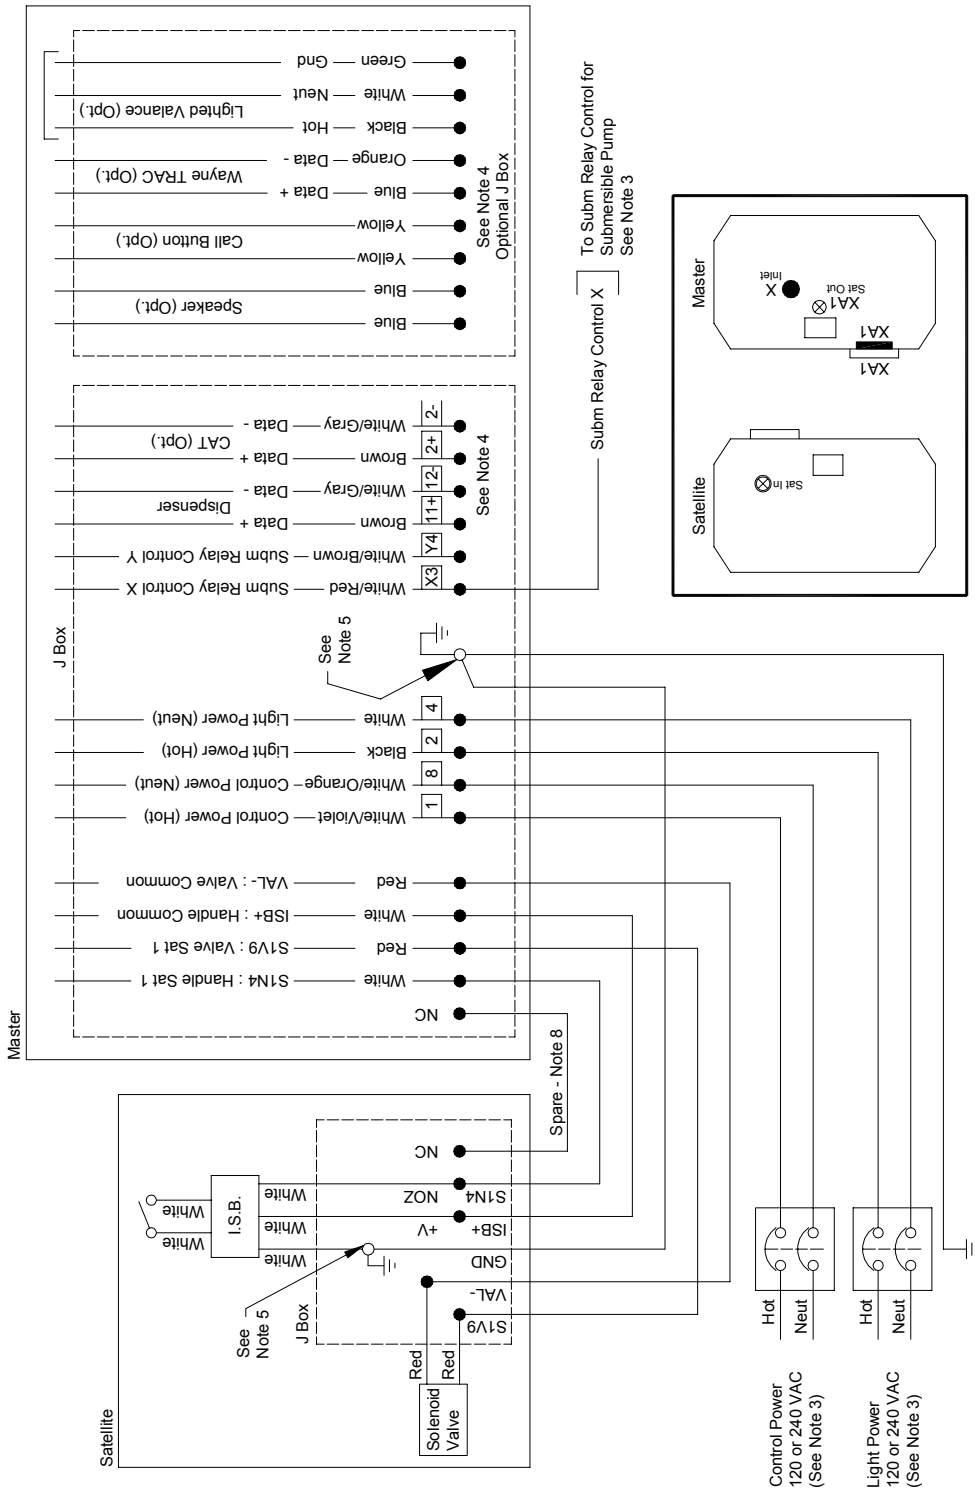 Master
J Box
Green — Gnd
White — Neut
Black — Hot
Lighted Valance (Opt.)
Orange — Data -
Blue — Data +
Wayne TRAC (Opt.)
Yellow
Yellow
Call Button (Opt.)
Blue
Blue
Speaker (Opt.)
See Note 4
Optional J Box
White/Gray — Data -
2-
Brown — Data +
2+
CAT (Opt.)
White/Gray — Data -
12-
Brown — Data +
11+
Dispenser
White/Brown — Subm Relay Control Y
Y4
White/Red — Subm Relay Control X
X3
See Note 4
See
Note 5
White — Light Power (Neut)
4
Black — Light Power (Hot)
2
White/Orange — Control Power (Neut)
8
White/Violet — Control Power (Hot)
1
Red — VAL- : Valve Common
White — ISB+ : Handle Common
Red — S1V9 : Valve Sat 1
White — S1N4 : Handle Sat 1
NC
Spare - Note 8
Subm Relay Control X
To Subm Relay Control for
Submersible Pump
See Note 3
Satellite
Sat In
Master
X
Inlet
XA1
Sat Out
XA1
XA1
Satellite
J Box
See
Note 5
White
White
I.S.B.
White
White
White
NC
NOZ
S1N4
+V
ISB+
GND
VAL-
S1V9
Red
Red
Solenoid
Valve
Hot
Neut
Control Power
120 or 240 VAC
(See Note 3)
Hot
Neut
Light Power
120 or 240 VAC
(See Note 3)